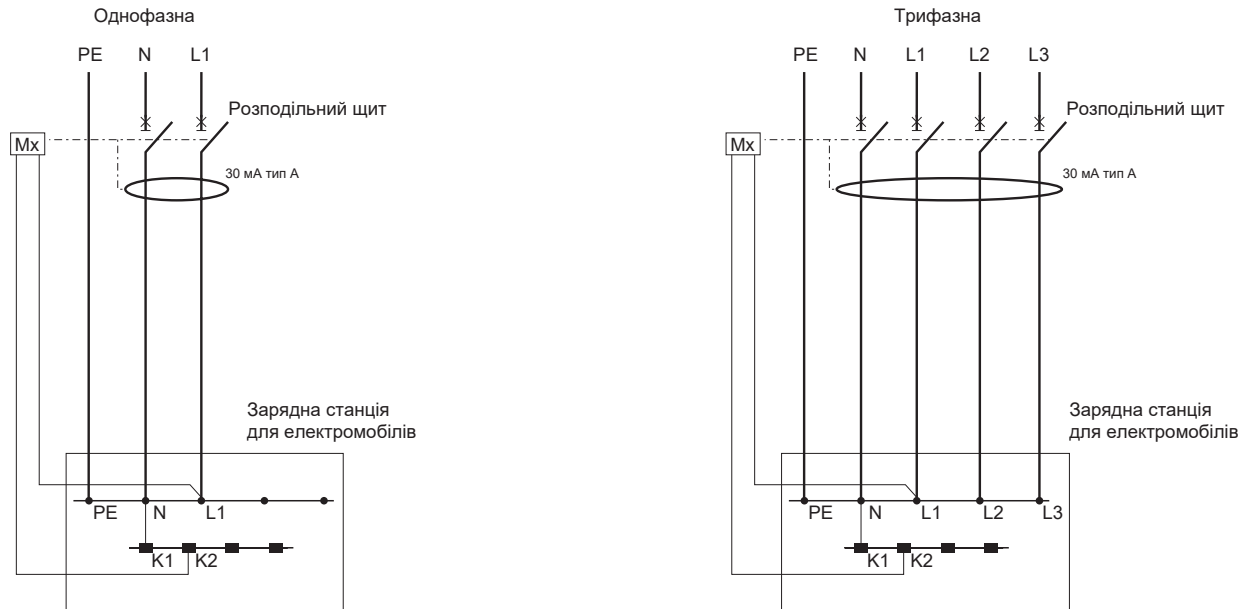 Однофазна
PE N L1
Розподільний щит
Mx
30 мА тип A
Зарядна станція
для електромобілів
PE N L1
K1 K2
Трифазна
PE N L1 L2 L3
Розподільний щит
Mx
30 мА тип A
Зарядна станція
для електромобілів
PE N L1 L2 L3
K1 K2